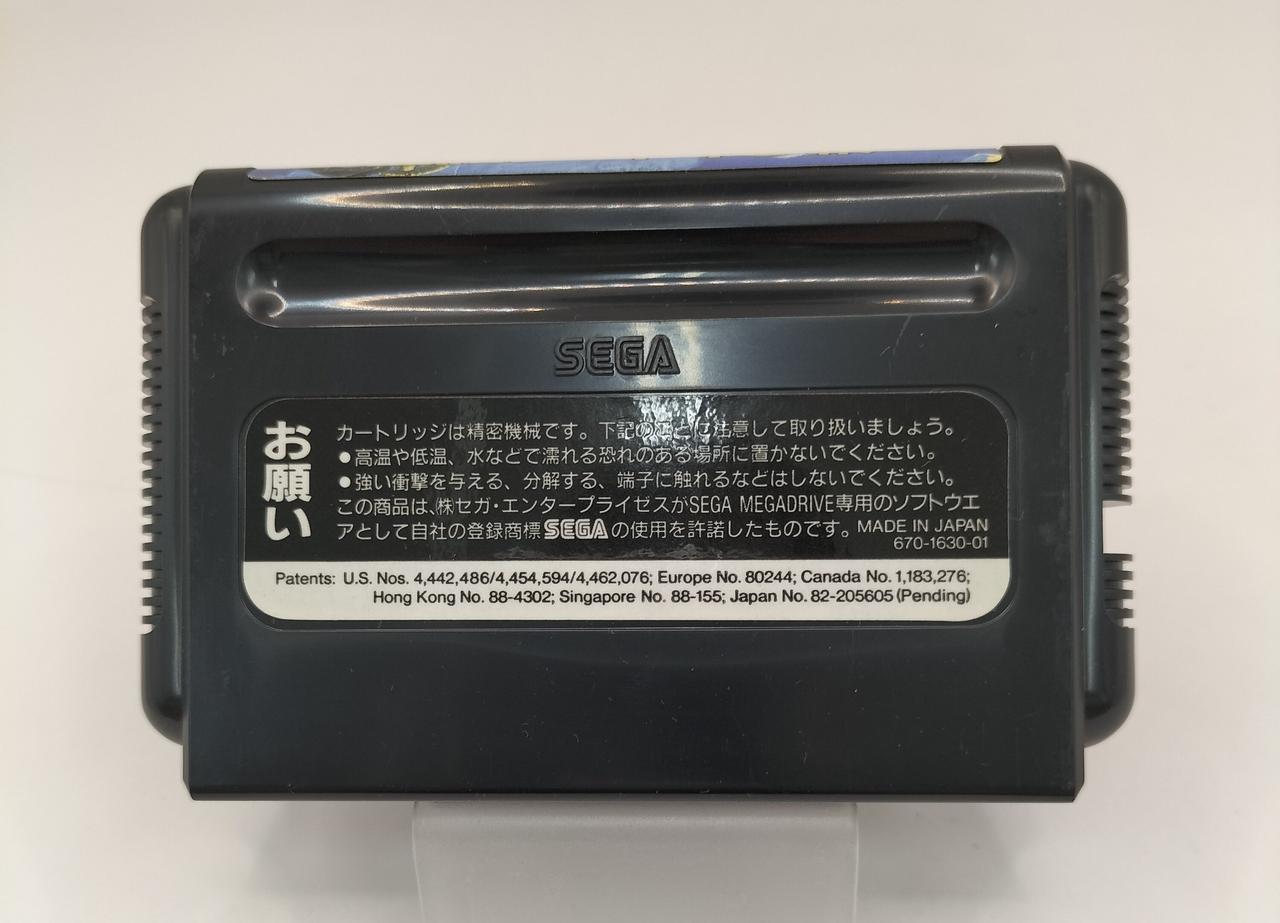 SEGA
お願い
カートリッジは精密機械です。下記のことに注意して取り扱いましょう。
●高温や低温、水などで濡れる恐れのある場所に置かないでください。
●強い衝撃を与える、分解する、端子に触れるなどはしないでください。
この商品は、㈱セガ・エンタープライゼスがSEGA MEGADRIVE専用のソフトウエ
アとして自社の登録商標SEGAの使用を許諾したものです。MADE IN JAPAN
670-1630-01
Patents: U.S. Nos. 4,442,486/4,454,594/4,462,076; Europe No. 80244; Canada No. 1,183,276;
Hong Kong No. 88-4302; Singapore No. 88-155; Japan No. 82-205605 (Pending)